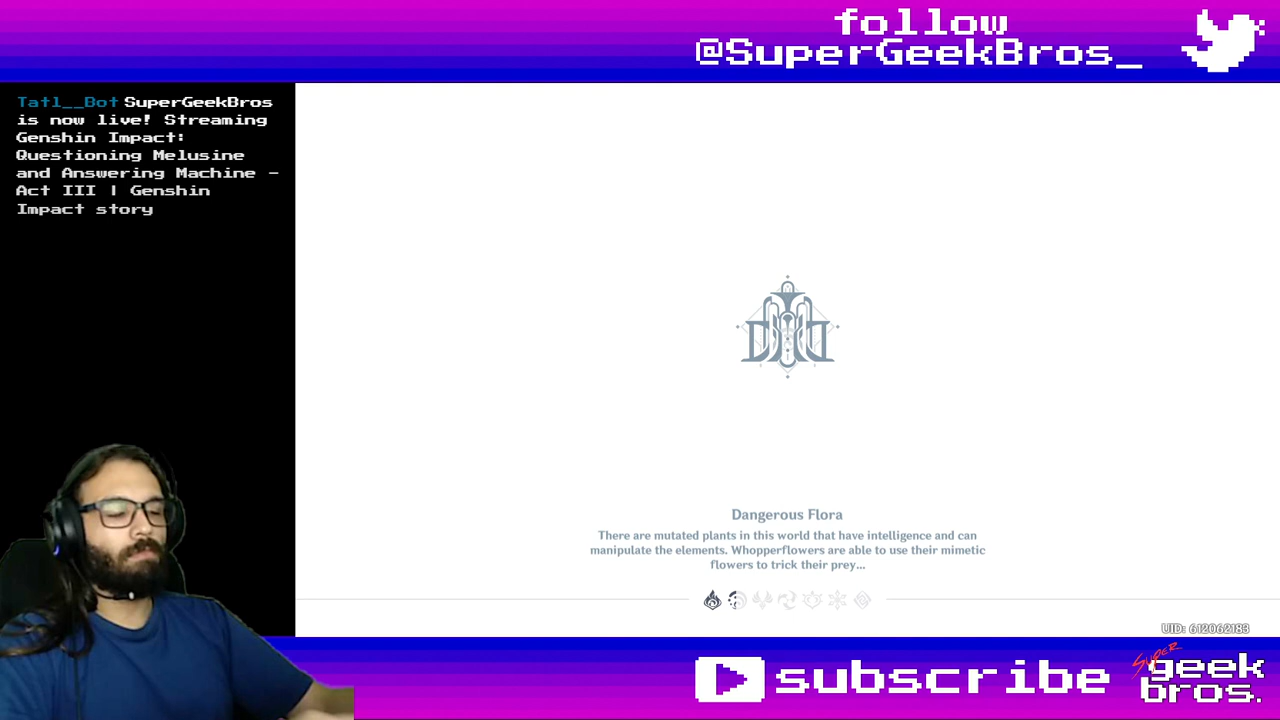 follow
@SuperGeekBros_
Tatl__Bot SuperGeekBros
is now live! Streaming
Genshin Impact:
Questioning Melusine
and Answering Machine -
Act III | Genshin
Impact story
Dangerous Flora
There are mutated plants in this world that have intelligence and can
manipulate the elements. Whopperflowers are able to use their mimetic
flowers to trick their prey...
UID: 612062183
subscribe
SUPER
geek
bros.